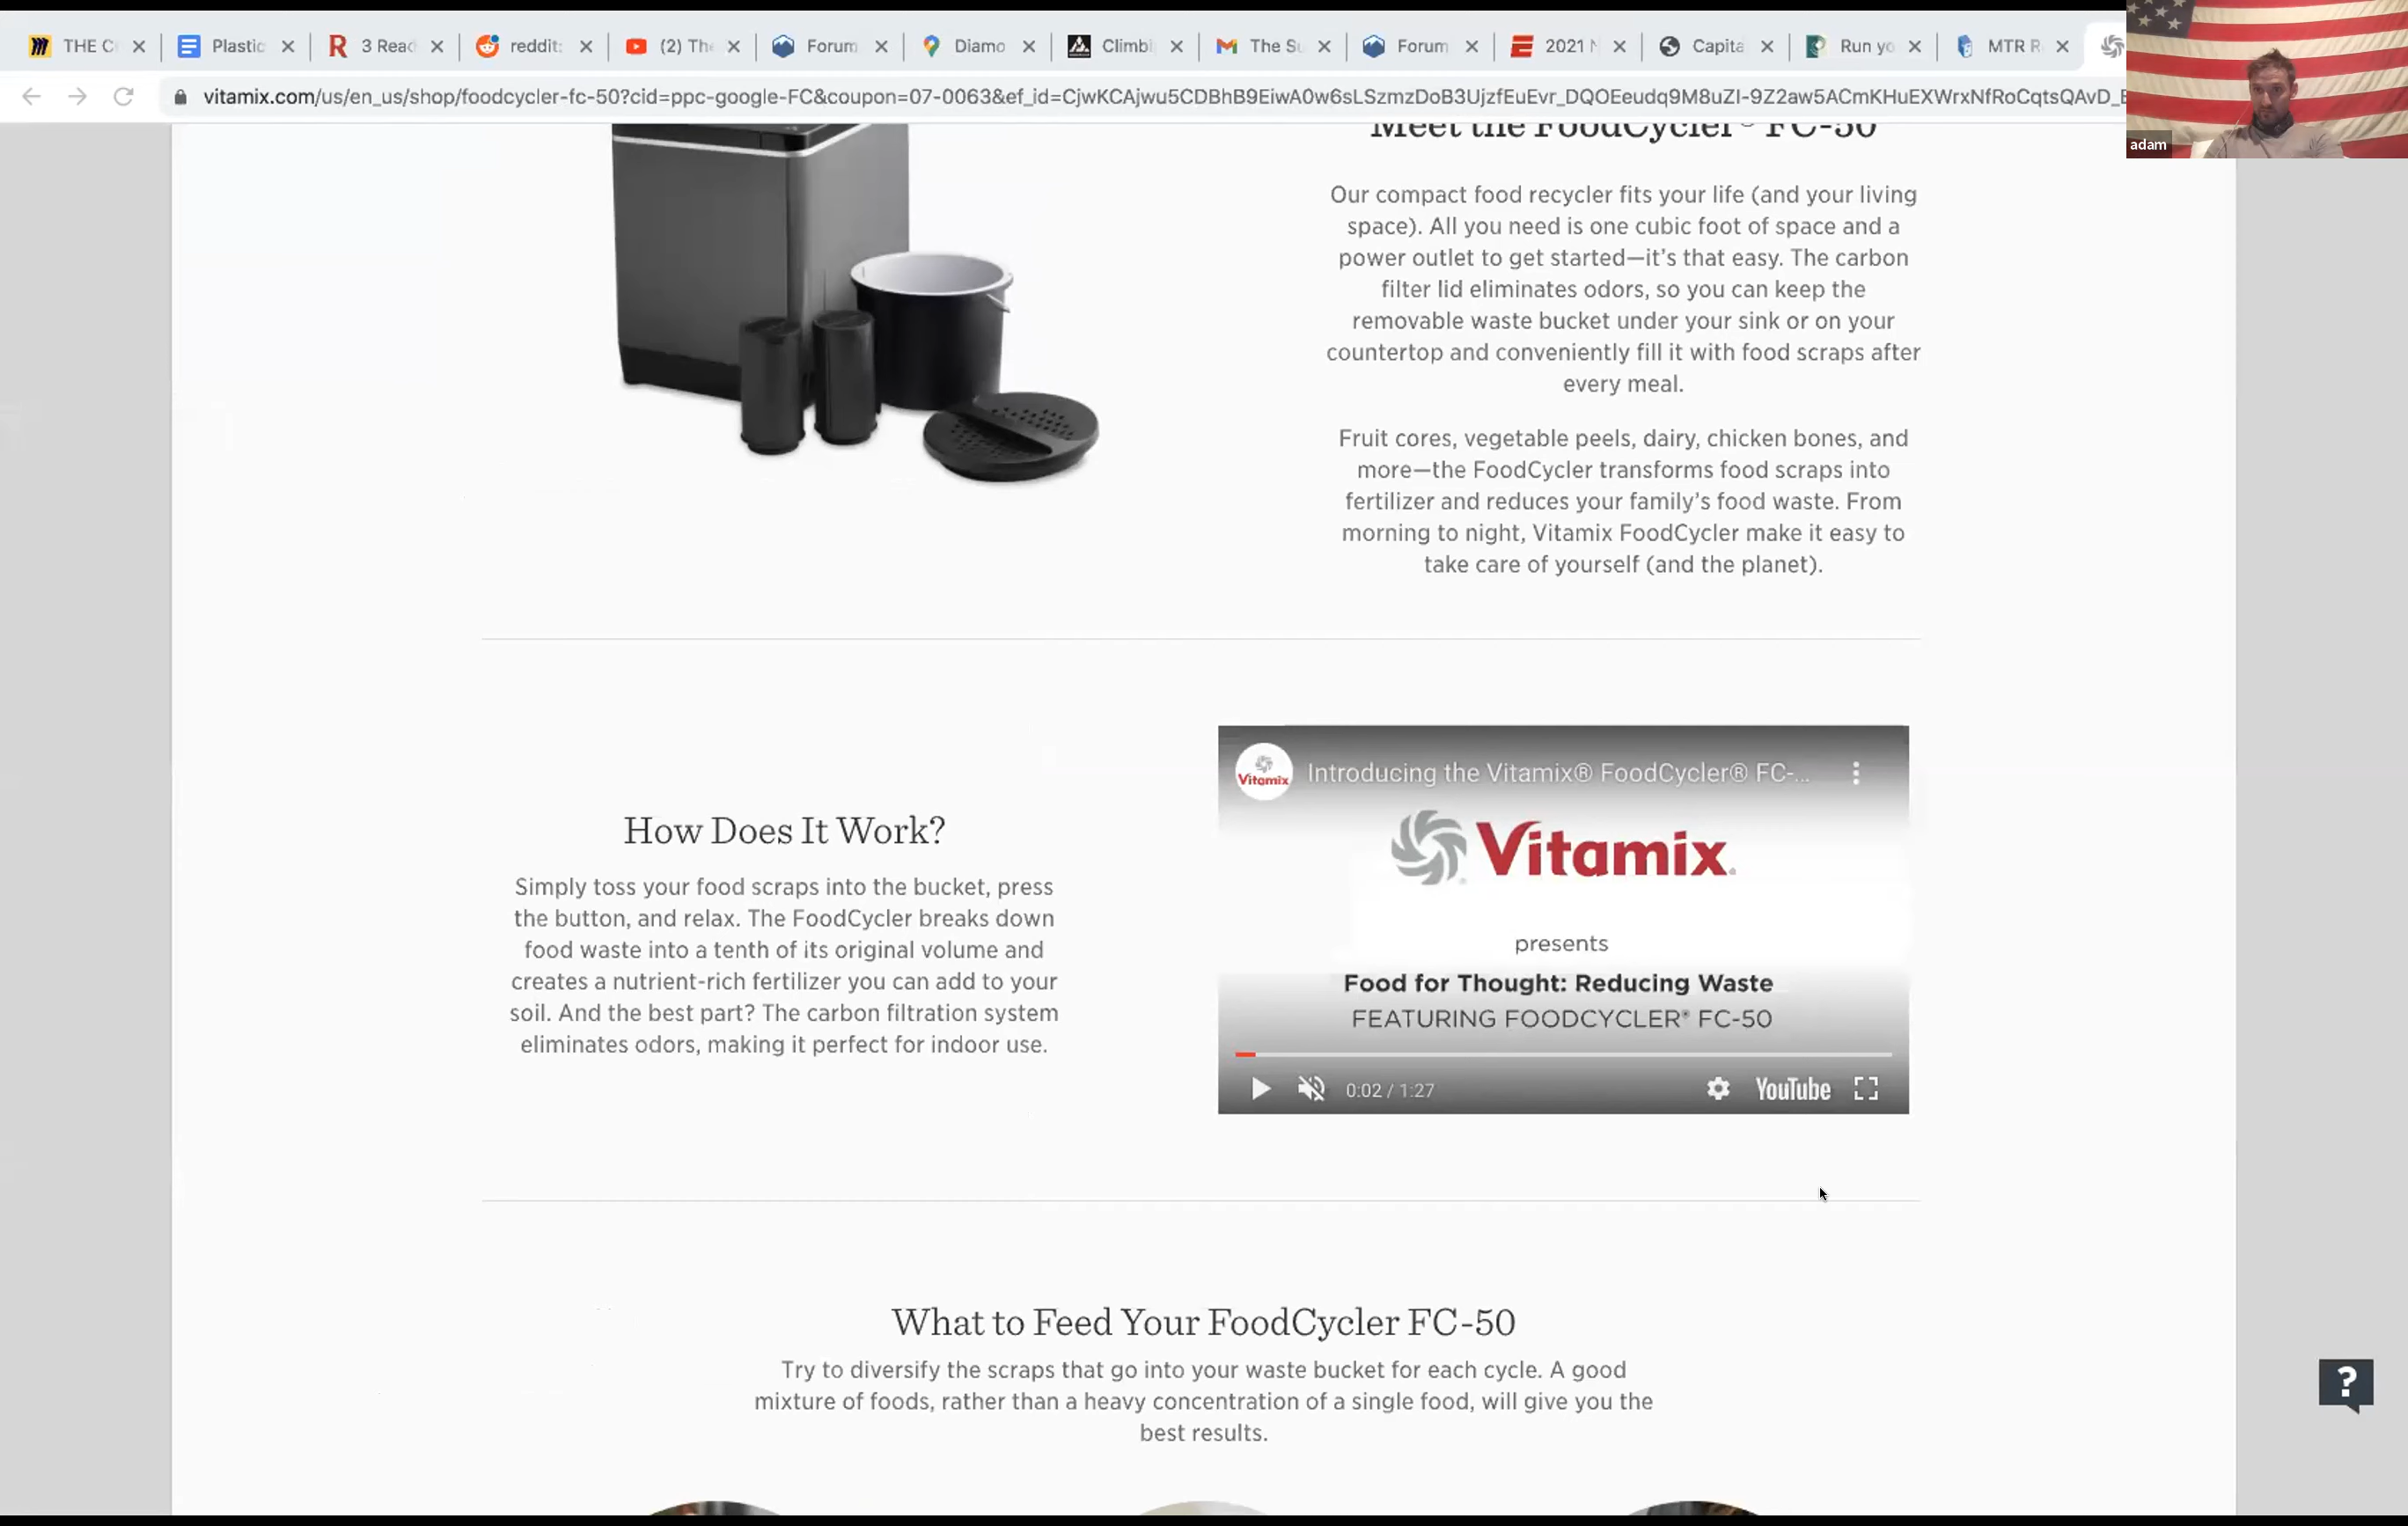 THE C
Plastic
3 Read
reddit:
(2) Th
Forum
Diamo
Climbi
The Su
Forum
2021 N
Capita
Run yo
MTR R
vitamix.com/us/en_us/shop/foodcycler-fc-50?cid=ppc-google-FC&coupon=07-0063&ef_id=CjwKCAjwu5CDBhB9EiwA0w6sLSzmzDoB3UjzfEuEvr_DQOEeudq9M8uZI-9Z2aw5ACmKHuEXWrxNfRoCqtsQAvD_
adam
Meet the FoodCycler® FC-50
Our compact food recycler fits your life (and your living
space). All you need is one cubic foot of space and a
power outlet to get started—it’s that easy. The carbon
filter lid eliminates odors, so you can keep the
removable waste bucket under your sink or on your
countertop and conveniently fill it with food scraps after
every meal.
Fruit cores, vegetable peels, dairy, chicken bones, and
more—the FoodCycler transforms food scraps into
fertilizer and reduces your family’s food waste. From
morning to night, Vitamix FoodCycler make it easy to
take care of yourself (and the planet).
How Does It Work?
Simply toss your food scraps into the bucket, press
the button, and relax. The FoodCycler breaks down
food waste into a tenth of its original volume and
creates a nutrient-rich fertilizer you can add to your
soil. And the best part? The carbon filtration system
eliminates odors, making it perfect for indoor use.
Vitamix
Introducing the Vitamix® FoodCycler® FC-...
Vitamix.
presents
Food for Thought: Reducing Waste
FEATURING FOODCYCLER® FC-50
0:02 / 1:27
YouTube
What to Feed Your FoodCycler FC-50
Try to diversify the scraps that go into your waste bucket for each cycle. A good
mixture of foods, rather than a heavy concentration of a single food, will give you the
best results.
?